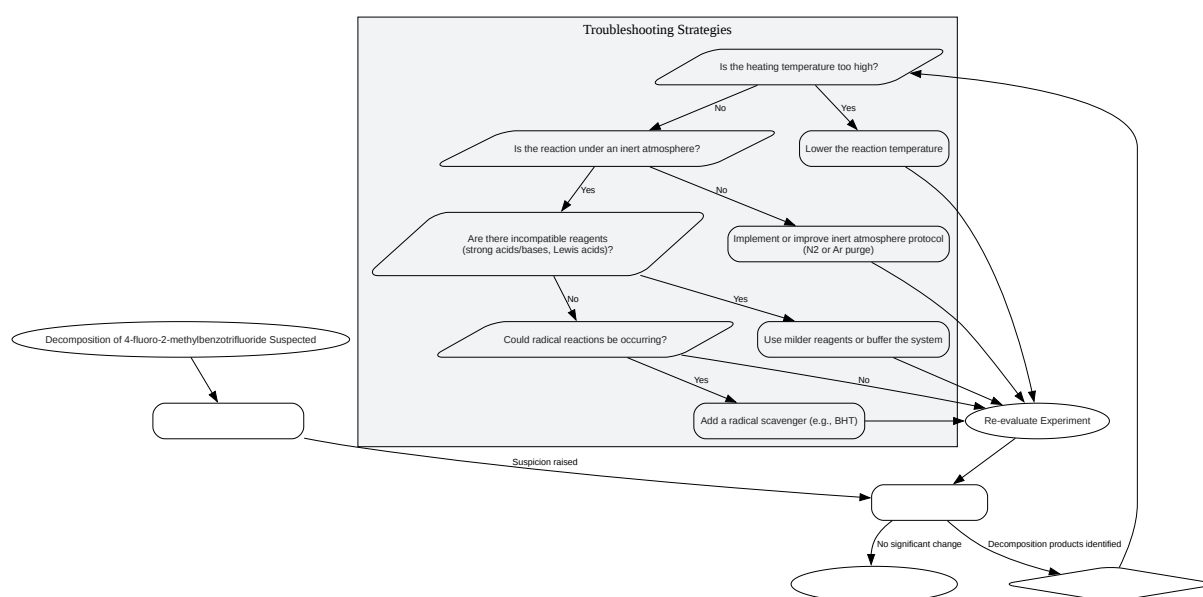 Troubleshooting Strategies
Is the heating temperature too high?
No
Yes
Is the reaction under an inert atmosphere?
Lower the reaction temperature
Yes
No
Are there incompatible reagents
(strong acids/bases, Lewis acids)?
Implement or improve inert atmosphere protocol
(N2 or Ar purge)
No
Yes
Decomposition of 4-fluoro-2-methylbenzotrifluoride Suspected
Could radical reactions be occurring?
Use milder reagents or buffer the system
Yes
No
Add a radical scavenger (e.g., BHT)
Re-evaluate Experiment
Suspicion raised
No significant change
Decomposition products identified